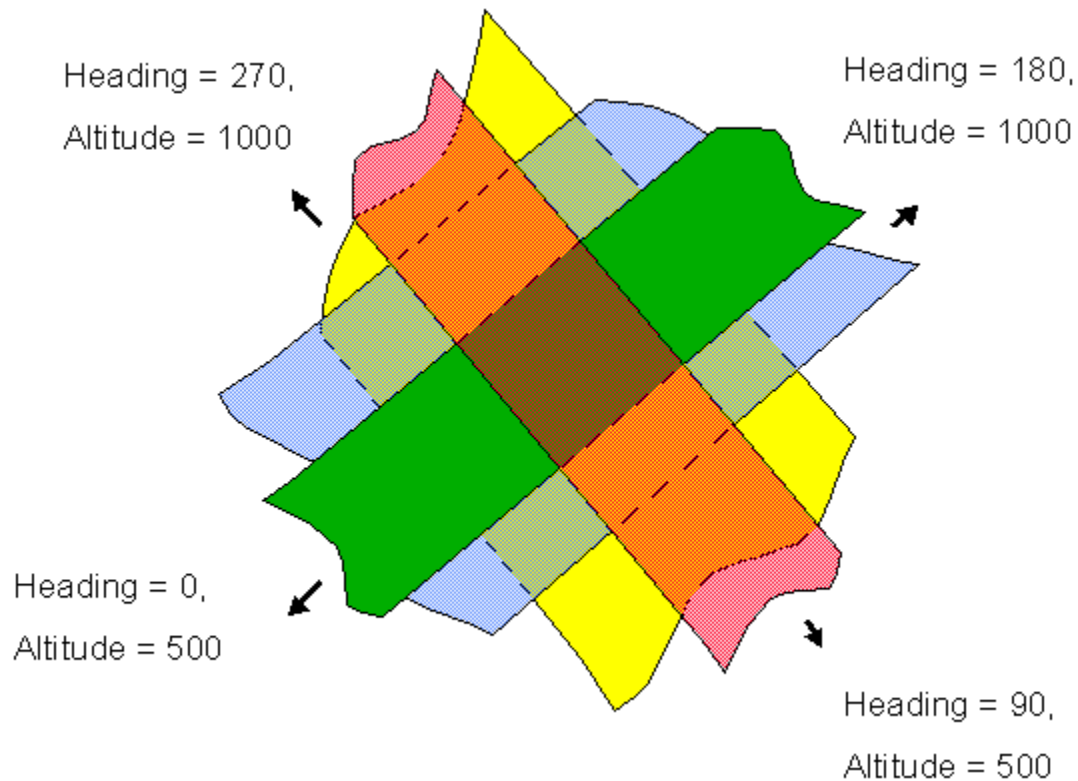 Heading = 270,
Altitude = 1000
Heading = 180,
Altitude = 1000
Heading = 0,
Altitude = 500
Heading = 90,
Altitude = 500